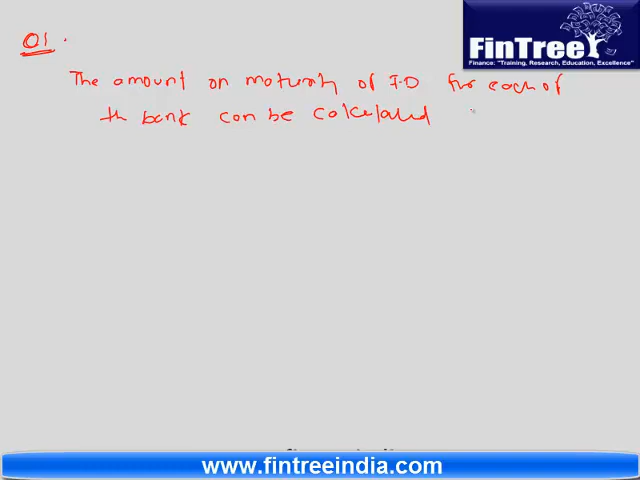 Q1.
FinTree
Finance: "Training, Research, Education, Excellence"
The amount on maturity of F.D for each of
th bank can be calculated
www.fintreeindia.com